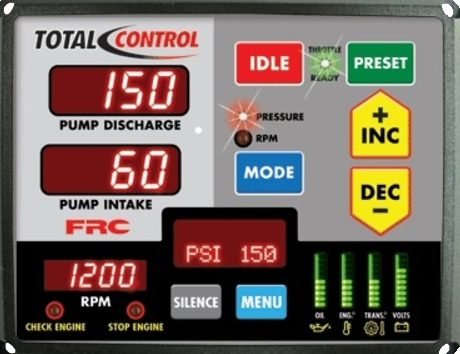 TOTAL CONTROL
150
PUMP DISCHARGE
60
PUMP INTAKE
FRC
1200
RPM
CHECK ENGINE
STOP ENGINE
IDLE
THROTTLE
READY
PRESET
PRESSURE
RPM
MODE
+
INC
DEC
−
PSI 150
SILENCE
MENU
OIL
ENG.°
TRANS.°
VOLTS